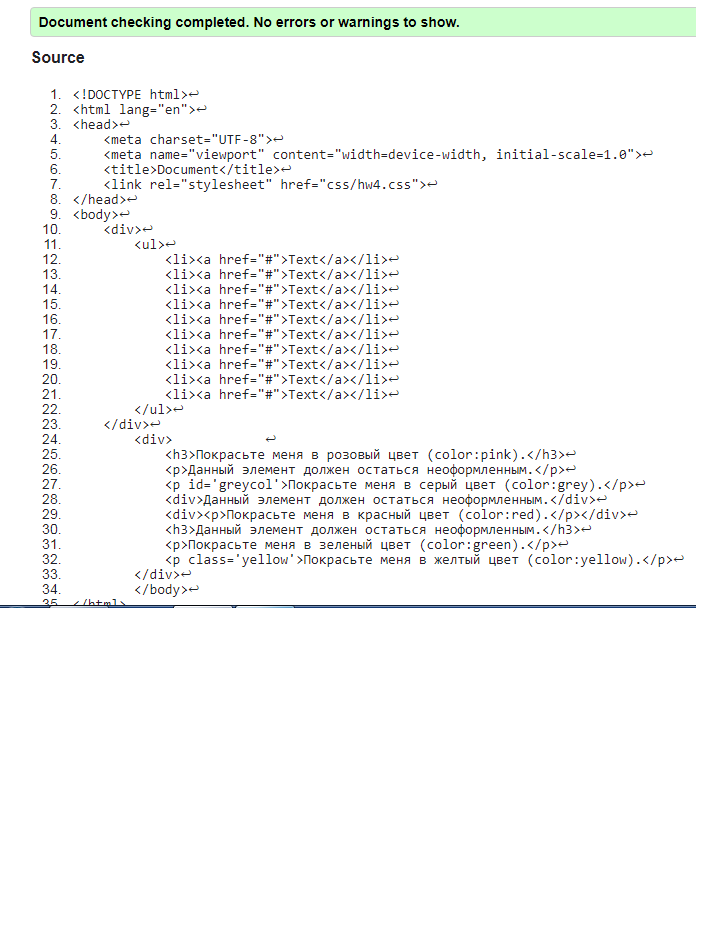 Document checking completed. No errors or warnings to show.
Source
1. <!DOCTYPE html>↩
2. <html lang="en">↩
3. <head>↩
4. <meta charset="UTF-8">↩
5. <meta name="viewport" content="width=device-width, initial-scale=1.0">↩
6. <title>Document</title>↩
7. <link rel="stylesheet" href="css/hw4.css">↩
8. </head>↩
9. <body>↩
10. <div>↩
11. <ul>↩
12. <li><a href="#">Text</a></li>↩
13. <li><a href="#">Text</a></li>↩
14. <li><a href="#">Text</a></li>↩
15. <li><a href="#">Text</a></li>↩
16. <li><a href="#">Text</a></li>↩
17. <li><a href="#">Text</a></li>↩
18. <li><a href="#">Text</a></li>↩
19. <li><a href="#">Text</a></li>↩
20. <li><a href="#">Text</a></li>↩
21. <li><a href="#">Text</a></li>↩
22. </ul>↩
23. </div>↩
24. <div> ↩
25. <h3>Покрасьте меня в розовый цвет (color:pink).</h3>↩
26. <p>Данный элемент должен остаться неоформленным.</p>↩
27. <p id='greycol'>Покрасьте меня в серый цвет (color:grey).</p>↩
28. <div>Данный элемент должен остаться неоформленным.</div>↩
29. <div><p>Покрасьте меня в красный цвет (color:red).</p></div>↩
30. <h3>Данный элемент должен остаться неоформленным.</h3>↩
31. <p>Покрасьте меня в зеленый цвет (color:green).</p>↩
32. <p class='yellow'>Покрасьте меня в желтый цвет (color:yellow).</p>↩
33. </div>↩
34. </body>↩
35. </html>